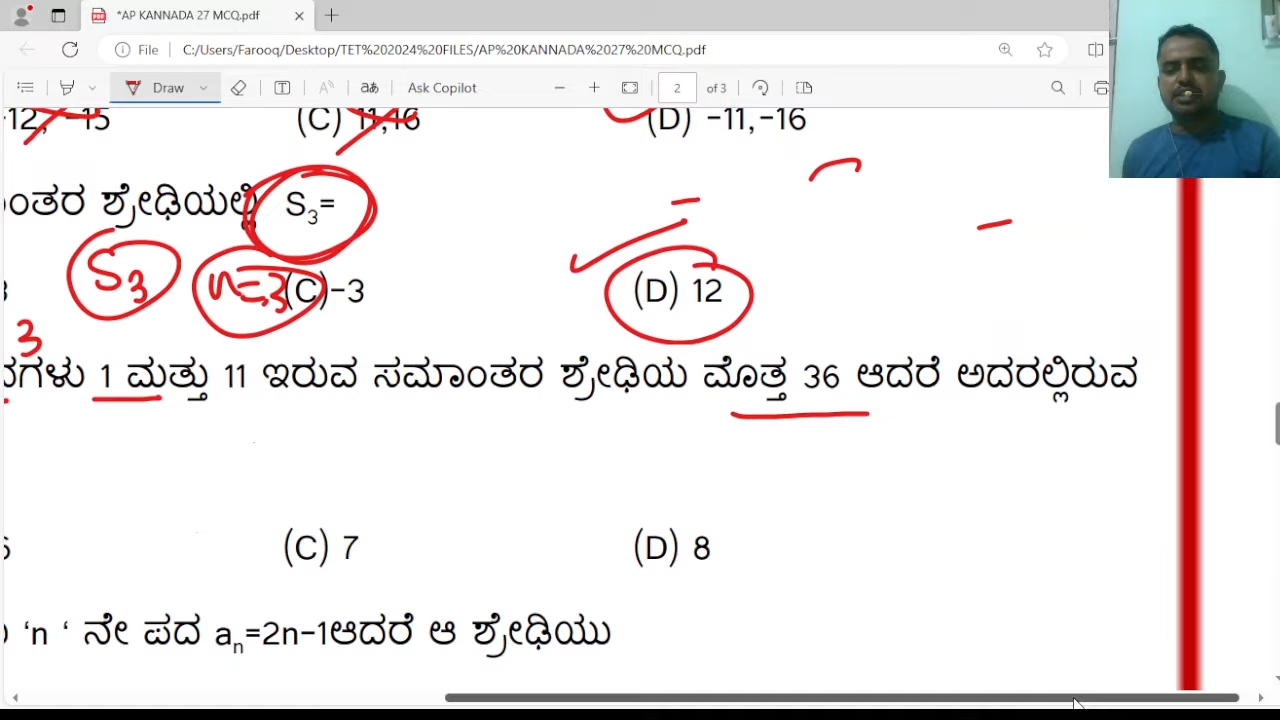 *AP KANNADA 27 MCQ.pdf
File C:/Users/Farooq/Desktop/TET%202024%20FILES/AP%20KANNADA%2027%20MCQ.pdf
Draw Ask Copilot 2 of 3
-12, -15 (C) 11,16 (D) -11,-16
ಂತರ ಶ್ರೇಢಿಯಲ್ಲಿ S3=
S3 n=3 (C)-3 (D) 12
3
ಗಳು 1 ಮತ್ತು 11 ಇರುವ ಸಮಾಂತರ ಶ್ರೇಢಿಯ ಮೊತ್ತ 36 ಆದರೆ ಅದರಲ್ಲಿರುವ
(C) 7 (D) 8
‘n ‘ ನೇ ಪದ an=2n-1ಆದರೆ ಆ ಶ್ರೇಢಿಯು